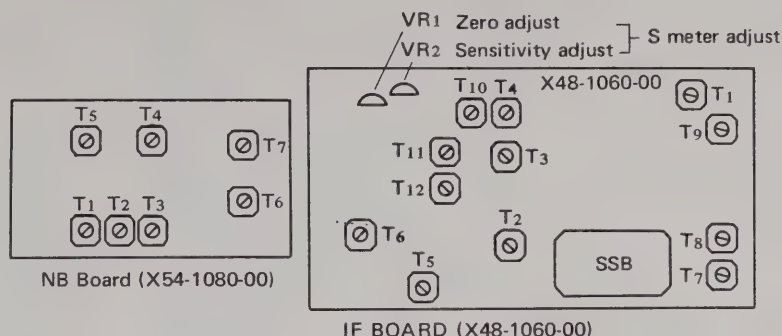 VR1 Zero adjust
VR2 Sensitivity adjust
S meter adjust
T5 T4
T7
T1 T2 T3
T6
NB Board (X54-1080-00)
T10 T4 X48-1060-00
T1
T9
T11
T3
T12
T6
T2
T8
T5
SSB
T7
IF BOARD (X48-1060-00)